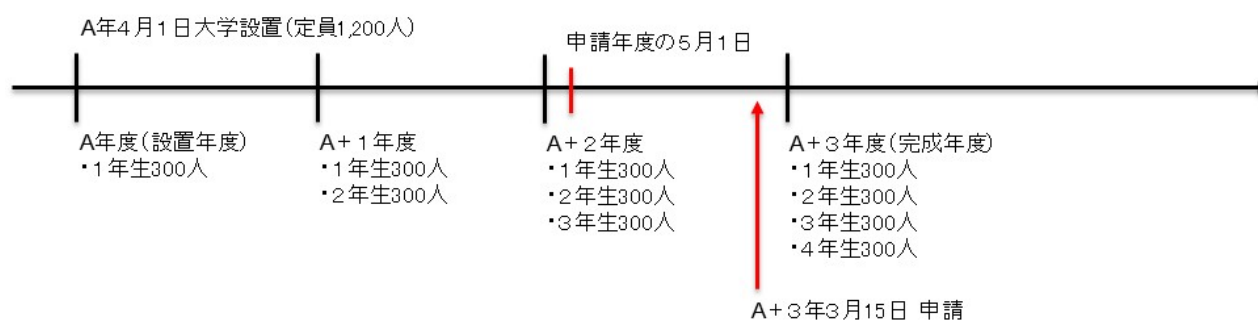 A年4月1日大学設置(定員1,200人)
申請年度の5月1日
A年度(設置年度)
・1年生300人
A+1年度
・1年生300人
・2年生300人
A+2年度
・1年生300人
・2年生300人
・3年生300人
A+3年度(完成年度)
・1年生300人
・2年生300人
・3年生300人
・4年生300人
A+3年3月15日 申請